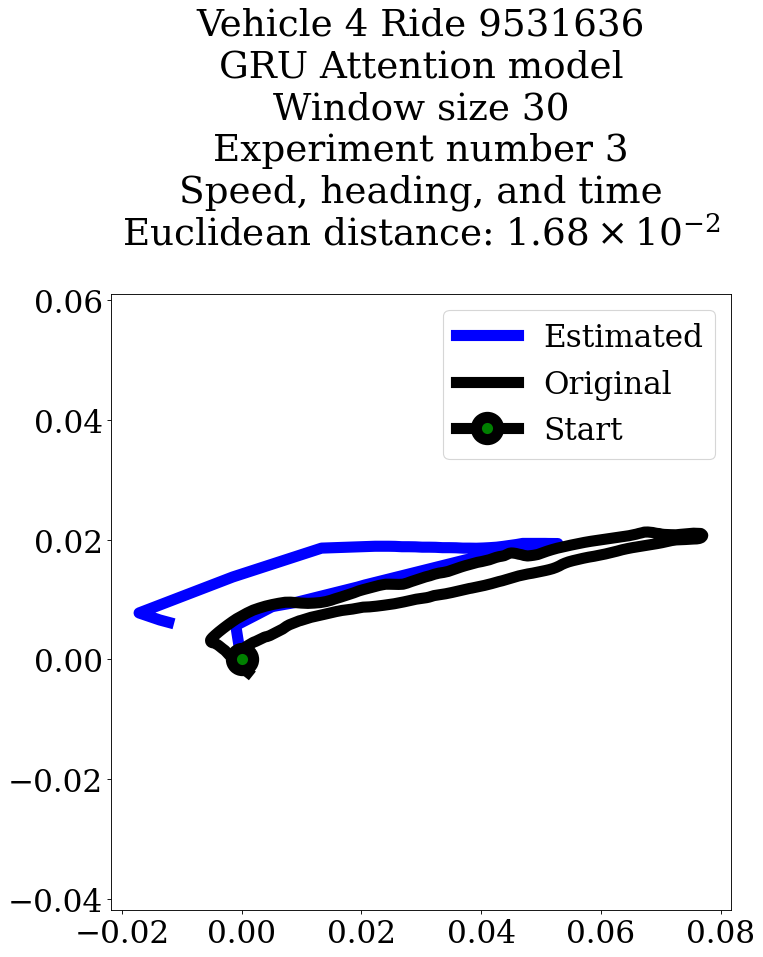 Vehicle 4 Ride 9531636
GRU Attention model
Window size 30
Experiment number 3
Speed, heading, and time
Euclidean distance: 1.68 × 10⁻²
0.06
0.04
0.02
0.00
−0.02
−0.04
Estimated
Original
Start
−0.02 0.00 0.02 0.04 0.06 0.08